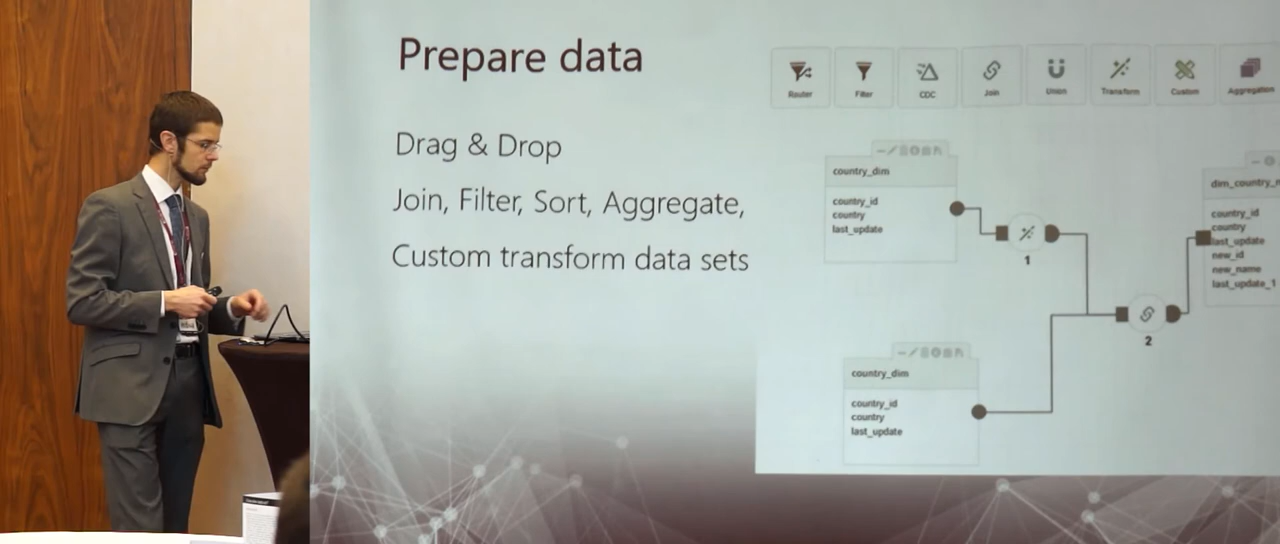 Prepare data
Drag & Drop
Join, Filter, Sort, Aggregate,
Custom transform data sets
Router
Filter
CDC
Join
Union
Transform
Custom
Aggregation
country_dim
country_id
country
last_update
1
2
country_dim
country_id
country
last_update
country_id
country
last_update
new_id
new_name
last_update_1